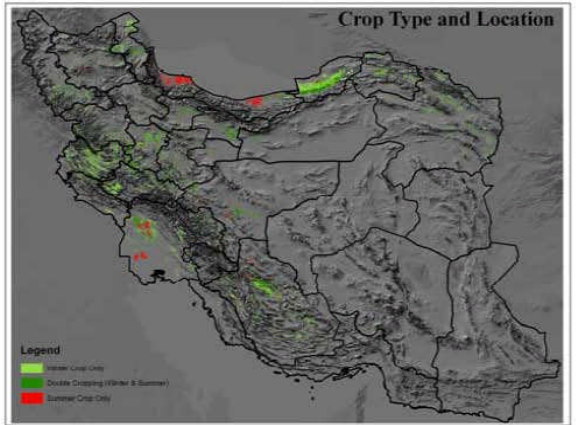 Crop Type and Location
Legend
Winter Crop Only
Double Cropping (Winter & Summer)
Summer Crop Only